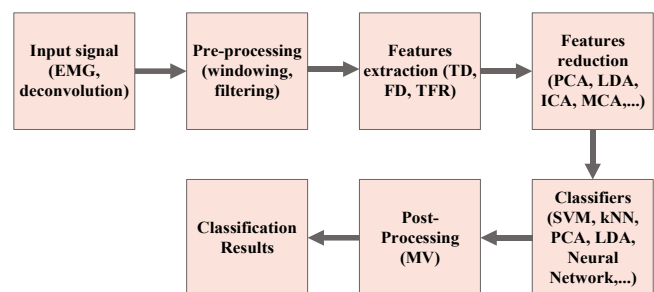 Input signal
(EMG,
deconvolution)
Pre-processing
(windowing,
filtering)
Features
extraction (TD,
FD, TFR)
Features
reduction
(PCA, LDA,
ICA, MCA,...)
Classifiers
(SVM, kNN,
PCA, LDA,
Neural
Network,...)
Post-
Processing
(MV)
Classification
Results